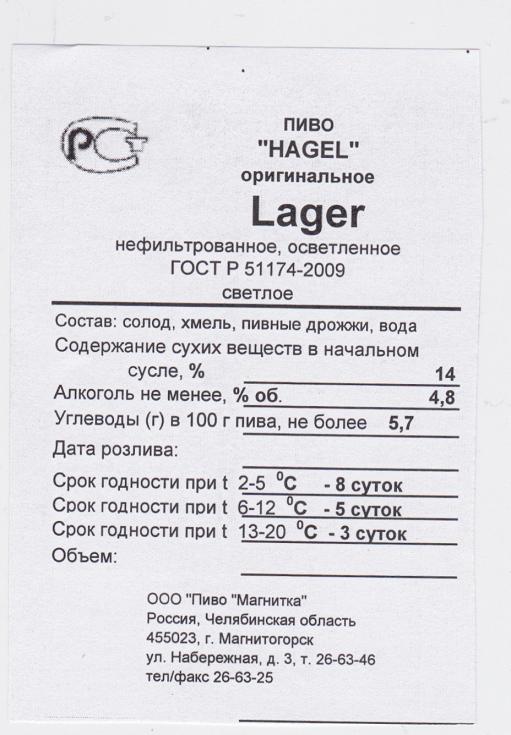 РС
ПИВО
"HAGEL"
оригинальное
Lager
нефильтрованное, осветленное
ГОСТ Р 51174-2009
светлое
Состав: солод, хмель, пивные дрожжи, вода
Содержание сухих веществ в начальном
сусле, % 14
Алкоголь не менее, % об. 4,8
Углеводы (г) в 100 г пива, не более 5,7
Дата розлива:
Срок годности при t 2-5 ⁰С - 8 суток
Срок годности при t 6-12 ⁰С - 5 суток
Срок годности при t 13-20 ⁰С - 3 суток
Объем:
ООО "Пиво "Магнитка"
Россия, Челябинская область
455023, г. Магнитогорск
ул. Набережная, д. 3, т. 26-63-46
тел/факс 26-63-25